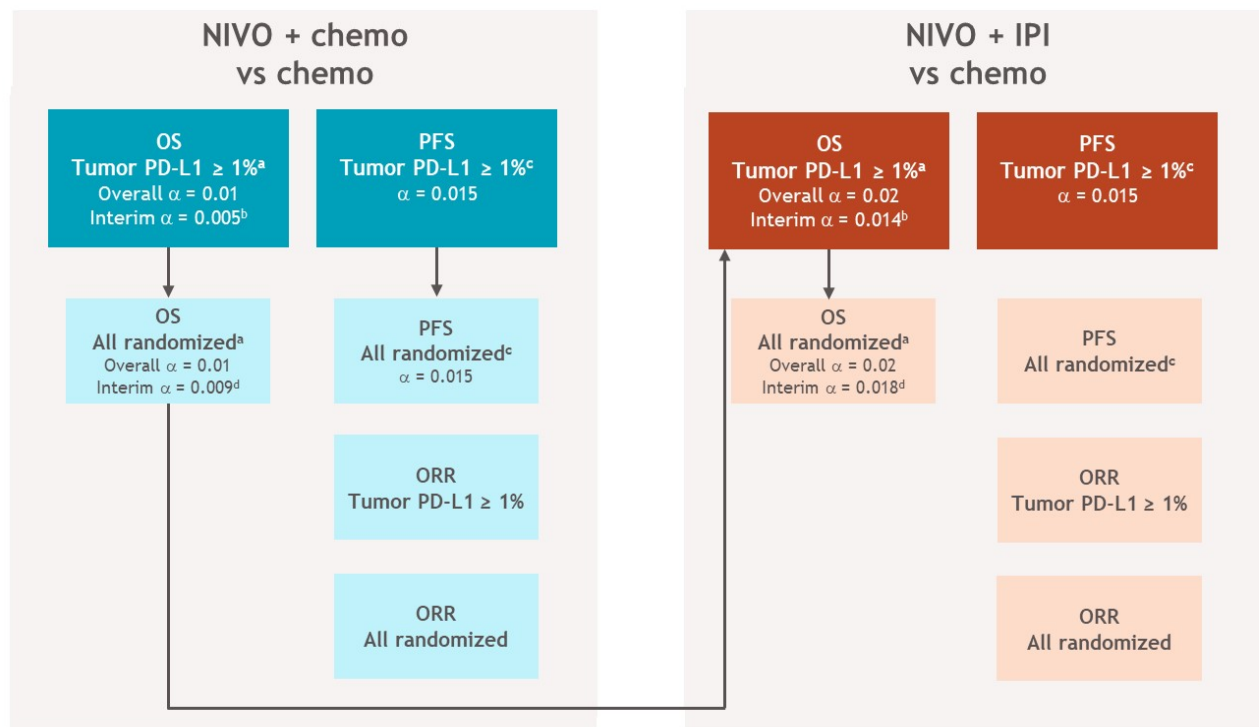 NIVO + chemo
vs chemo
OS
Tumor PD-L1 ≥ 1%ᵃ
Overall α = 0.01
Interim α = 0.005ᵇ
PFS
Tumor PD-L1 ≥ 1%ᶜ
α = 0.015
OS
All randomizedᵃ
Overall α = 0.01
Interim α = 0.009ᵈ
PFS
All randomizedᶜ
α = 0.015
ORR
Tumor PD-L1 ≥ 1%
ORR
All randomized
NIVO + IPI
vs chemo
OS
Tumor PD-L1 ≥ 1%ᵃ
Overall α = 0.02
Interim α = 0.014ᵇ
PFS
Tumor PD-L1 ≥ 1%ᶜ
α = 0.015
OS
All randomizedᵃ
Overall α = 0.02
Interim α = 0.018ᵈ
PFS
All randomizedᶜ
ORR
Tumor PD-L1 ≥ 1%
ORR
All randomized